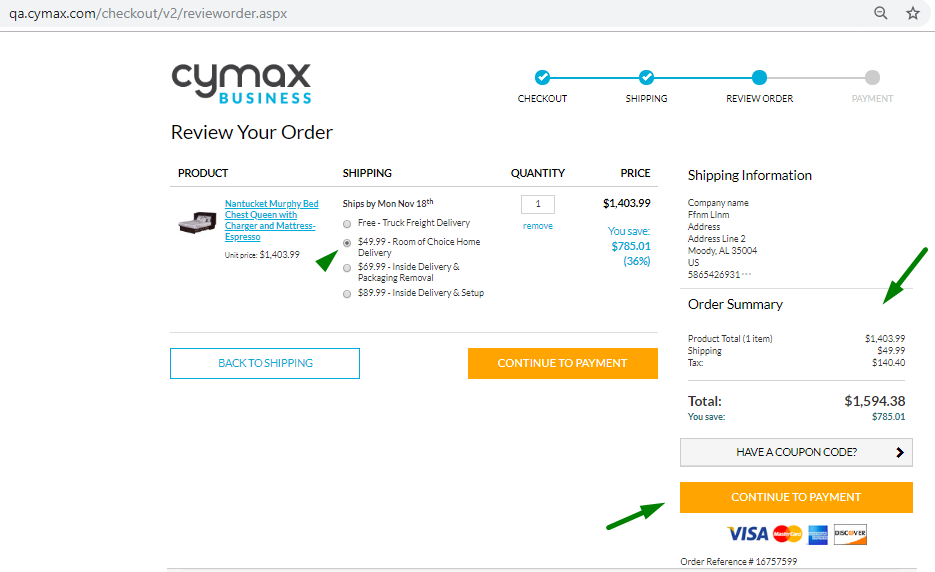 qa.cymax.com/checkout/v2/revieworder.aspx
cymax
BUSINESS
CHECKOUT
SHIPPING
REVIEW ORDER
PAYMENT
Review Your Order
PRODUCT
SHIPPING
QUANTITY
PRICE
Nantucket Murphy Bed
Chest Queen with
Charger and Mattress-
Espresso
Unit price: $1,403.99
Ships by Mon Nov 18th
Free - Truck Freight Delivery
$49.99 - Room of Choice Home
Delivery
$69.99 - Inside Delivery &
Packaging Removal
$89.99 - Inside Delivery & Setup
1
remove
$1,403.99
You save:
$785.01
(36%)
BACK TO SHIPPING
CONTINUE TO PAYMENT
Shipping Information
Company name
Ffnm Llnm
Address
Address Line 2
Moody, AL 35004
US
5865426931 ---
Order Summary
Product Total (1 item) $1,403.99
Shipping $49.99
Tax: $140.40
Total: $1,594.38
You save: $785.01
HAVE A COUPON CODE?
CONTINUE TO PAYMENT
VISA
MasterCard
AMERICAN EXPRESS
DISCOVER
Order Reference # 16757599